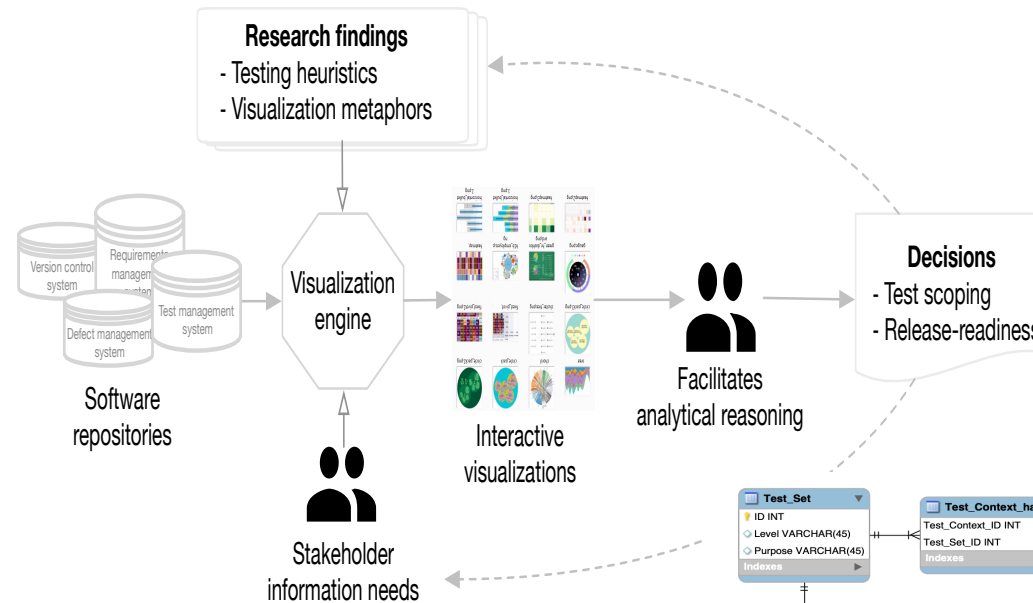 Research findings
- Testing heuristics
- Visualization metaphors
Version control
system
Requirements
Defect management
system
Test management
system
Software
repositories
Visualization
engine
Interactive
visualizations
Facilitates
analytical reasoning
Decisions
- Test scoping
- Release-readiness
Stakeholder
information needs
Test_Set
ID INT
Level VARCHAR(45)
Purpose VARCHAR(45)
Indexes
Test_Context_ha
Test_Context_ID INT
Test_Set_ID INT
Indexes